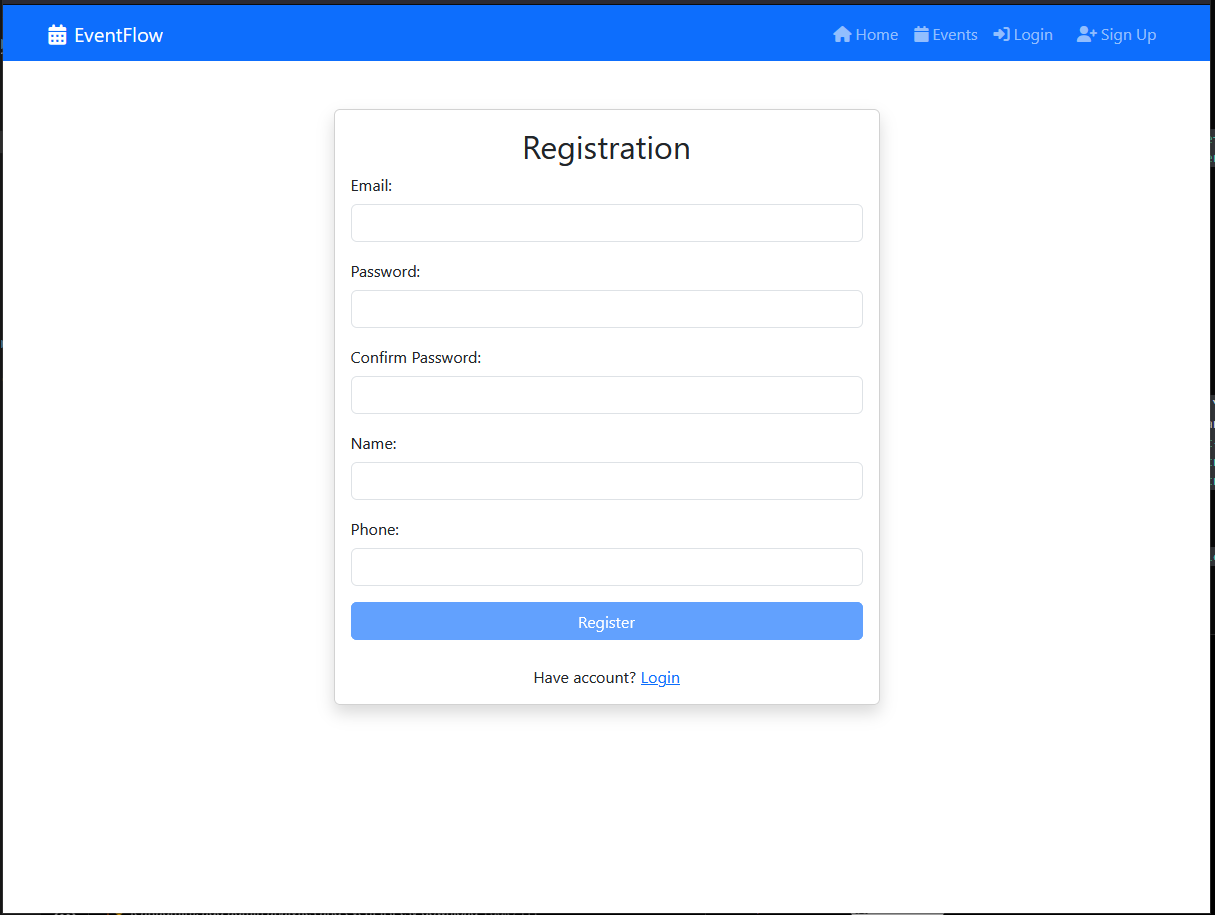 EventFlow
Home Events Login Sign Up
Registration
Email:
Password:
Confirm Password:
Name:
Phone:
Register
Have account? Login